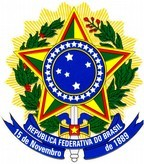 REPÚBLICA FEDERATIVA DO BRASIL
15 de Novembro
de 1889